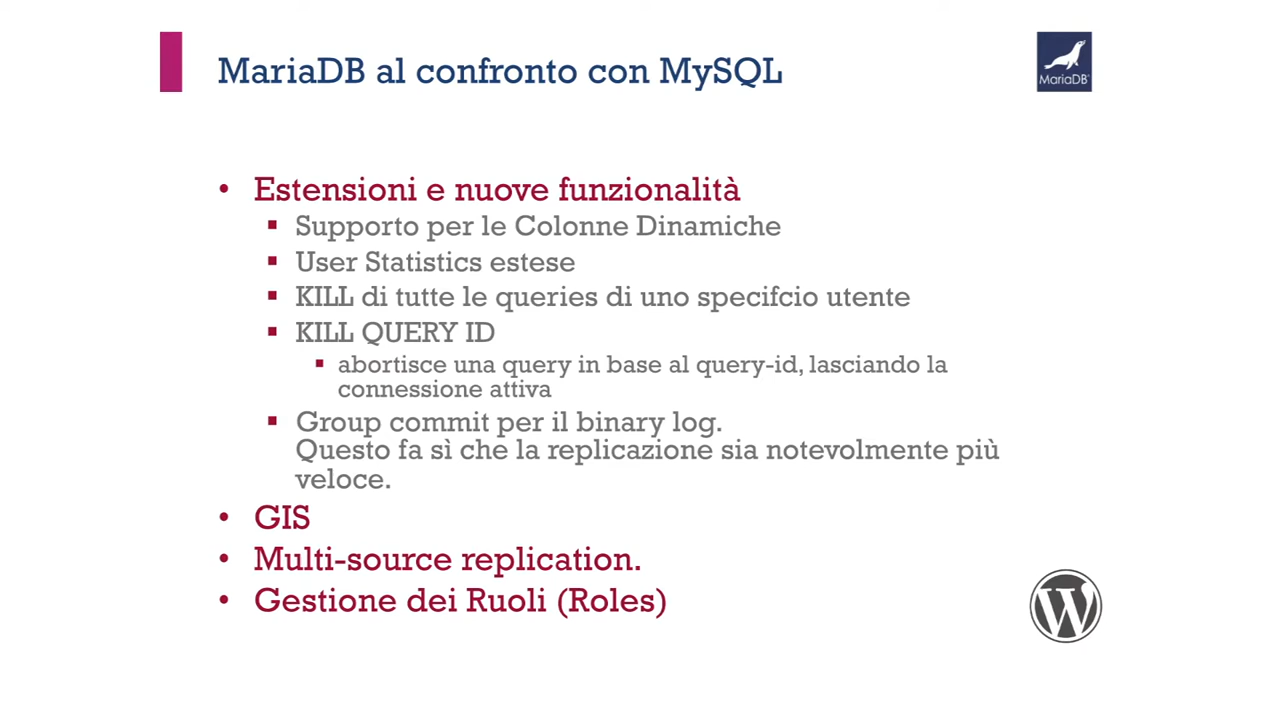 MariaDB al confronto con MySQL
MariaDB
• Estensioni e nuove funzionalità
▪ Supporto per le Colonne Dinamiche
▪ User Statistics estese
▪ KILL di tutte le queries di uno specifcio utente
▪ KILL QUERY ID
▪ abortisce una query in base al query-id, lasciando la
connessione attiva
▪ Group commit per il binary log.
Questo fa sì che la replicazione sia notevolmente più
veloce.
• GIS
• Multi-source replication.
• Gestione dei Ruoli (Roles)
W